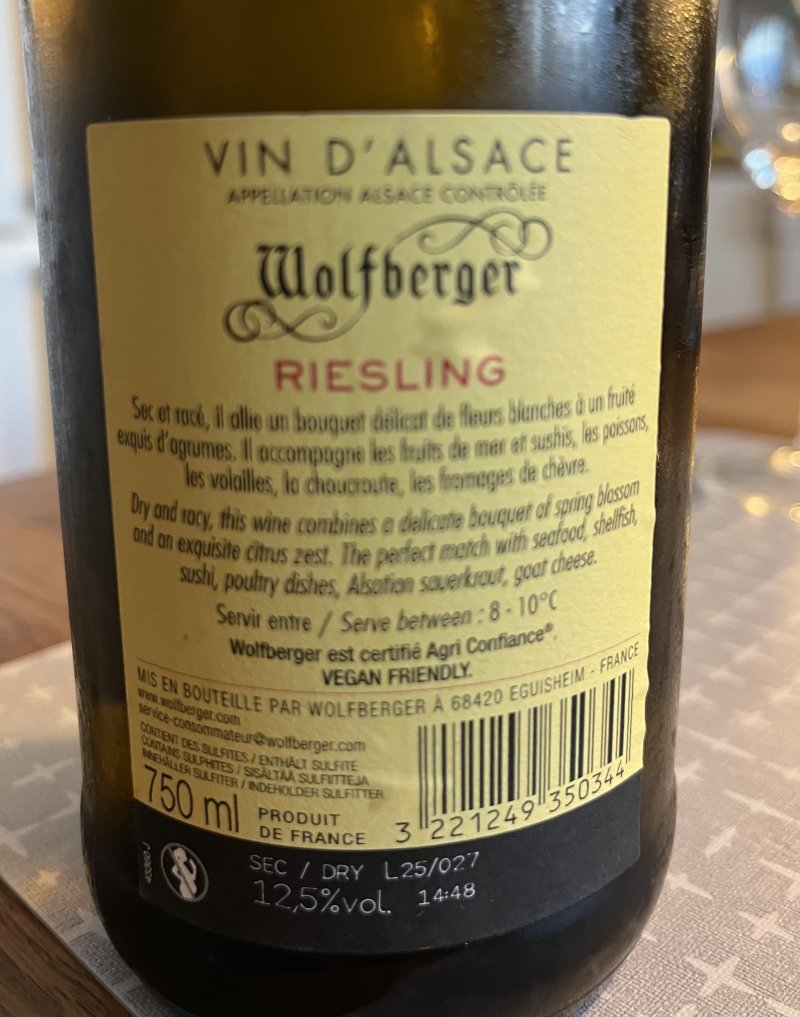 VIN D'ALSACE
APPELLATION ALSACE CONTRÔLÉE
Wolfberger
RIESLING
Sec et racé, il allie un bouquet délicat de fleurs blanches à un fruité
exquis d'agrumes. Il accompagne les fruits de mer et sushis, les poissons,
les volailles, la choucroute, les fromages de chèvre.
Dry and racy, this wine combines a delicate bouquet of spring blossom
and an exquisite citrus zest. The perfect match with seafood, shellfish,
sushi, poultry dishes, Alsatian sauerkraut, goat cheese.
Servir entre / Serve between : 8 - 10°C
Wolfberger est certifié Agri Confiance®.
VEGAN FRIENDLY.
MIS EN BOUTEILLE PAR WOLFBERGER À 68420 EGUISHEIM - FRANCE
www.wolfberger.com
service-consommateur@wolfberger.com
CONTIENT DES SULFITES / ENTHÄLT SULFITE
CONTAINS SULPHITES / SISÄLTÄÄ SULFIITTEJA
INNEHÅLLER SULFITER / INDEHOLDER SULFITTER
750 ml
PRODUIT
DE FRANCE
3 221249 350344
SEC / DRY L25/027
12,5%vol. 14:48